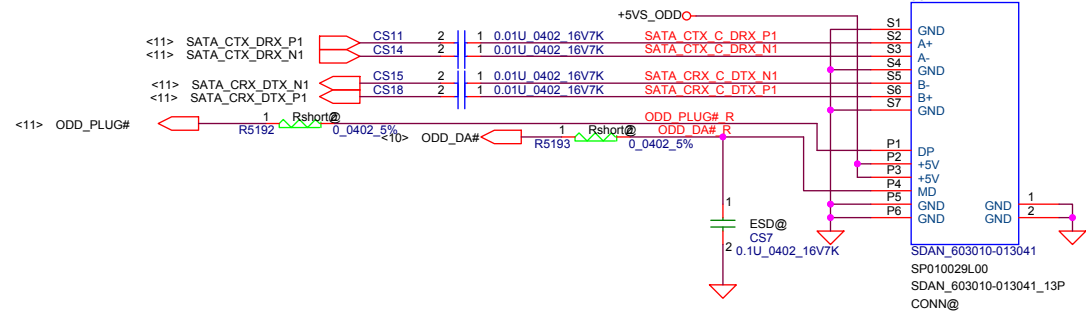 +5VS_ODD
S1 GND
<11> SATA_CTX_DRX_P1 CS11 2 1 0.01U_0402_16V7K SATA_CTX_C_DRX_P1 S2 A+
<11> SATA_CTX_DRX_N1 CS14 2 1 0.01U_0402_16V7K SATA_CTX_C_DRX_N1 S3 A-
S4 GND
<11> SATA_CRX_DTX_N1 CS15 2 1 0.01U_0402_16V7K SATA_CRX_C_DTX_N1 S5 B-
<11> SATA_CRX_DTX_P1 CS18 2 1 0.01U_0402_16V7K SATA_CRX_C_DTX_P1 S6 B+
S7 GND
<11> ODD_PLUG# 1 Rshort@ 2 ODD_PLUG#_R
R5192 0_0402_5%
<10> ODD_DA# 1 Rshort@ 2 ODD_DA#_R
R5193 0_0402_5%
P1 DP
P2 +5V
P3 +5V
P4 MD
P5 GND GND 1
P6 GND GND 2
1 ESD@
CS7
2 0.1U_0402_16V7K
SDAN_603010-013041
SP010029L00
SDAN_603010-013041_13P
CONN@